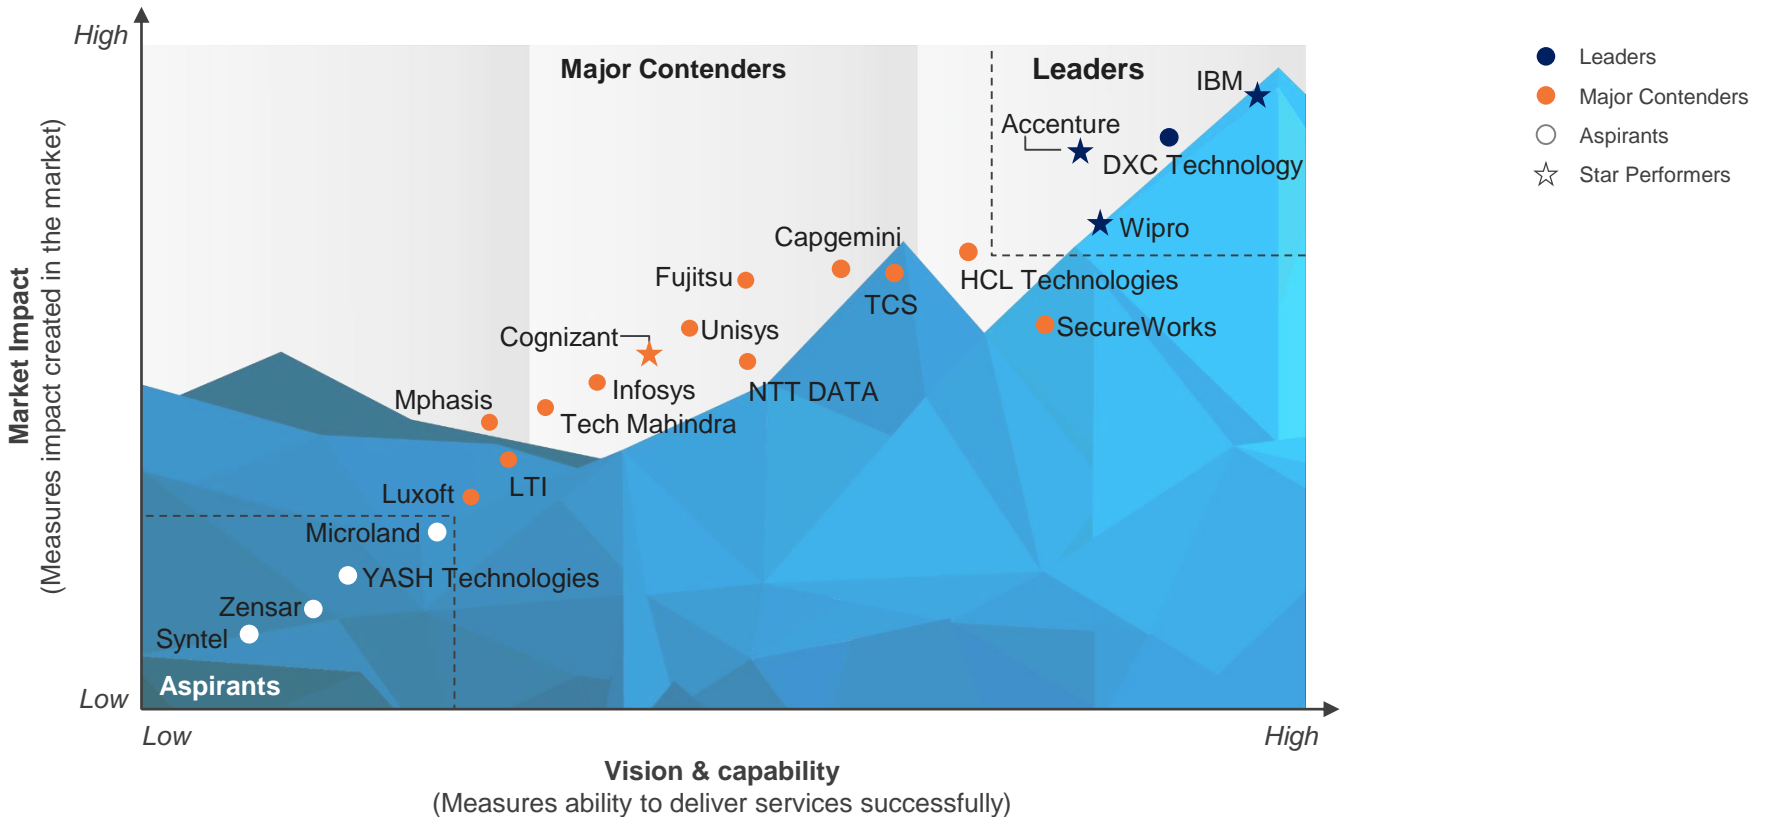 High
Major Contenders
Leaders
IBM
Accenture
DXC Technology
Wipro
Capgemini
Fujitsu
HCL Technologies
TCS
Cognizant
Unisys
SecureWorks
Infosys
NTT DATA
Mphasis
Tech Mahindra
LTI
Luxoft
Microland
YASH Technologies
Zensar
Syntel
Aspirants
Low
Market Impact
(Measures impact created in the market)
Low
High
Vision & capability
(Measures ability to deliver services successfully)
Leaders
Major Contenders
Aspirants
Star Performers